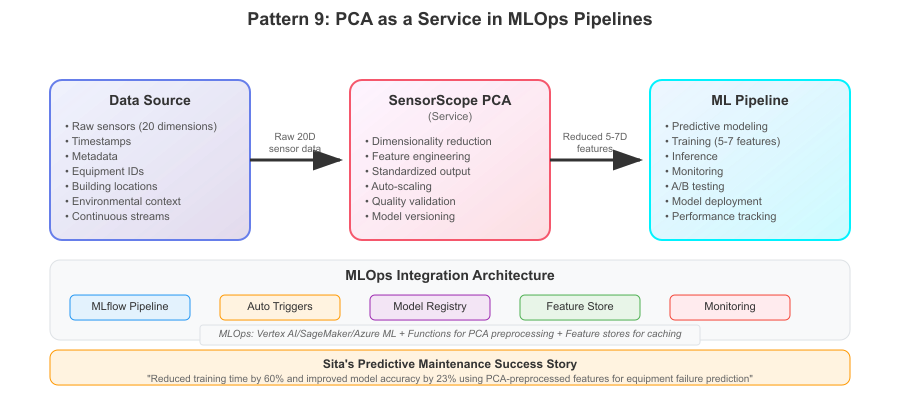 Pattern 9: PCA as a Service in MLOps Pipelines
Data Source
• Raw sensors (20 dimensions)
• Timestamps
• Metadata
• Equipment IDs
• Building locations
• Environmental context
• Continuous streams
Raw 20D
sensor data
SensorScope PCA
(Service)
• Dimensionality reduction
• Feature engineering
• Standardized output
• Auto-scaling
• Quality validation
• Model versioning
Reduced 5-7D
features
ML Pipeline
• Predictive modeling
• Training (5-7 features)
• Inference
• Monitoring
• A/B testing
• Model deployment
• Performance tracking
MLOps Integration Architecture
MLflow Pipeline
Auto Triggers
Model Registry
Feature Store
Monitoring
MLOps: Vertex AI/SageMaker/Azure ML + Functions for PCA preprocessing + Feature stores for caching
Sita's Predictive Maintenance Success Story
"Reduced training time by 60% and improved model accuracy by 23% using PCA-preprocessed features for equipment failure prediction"